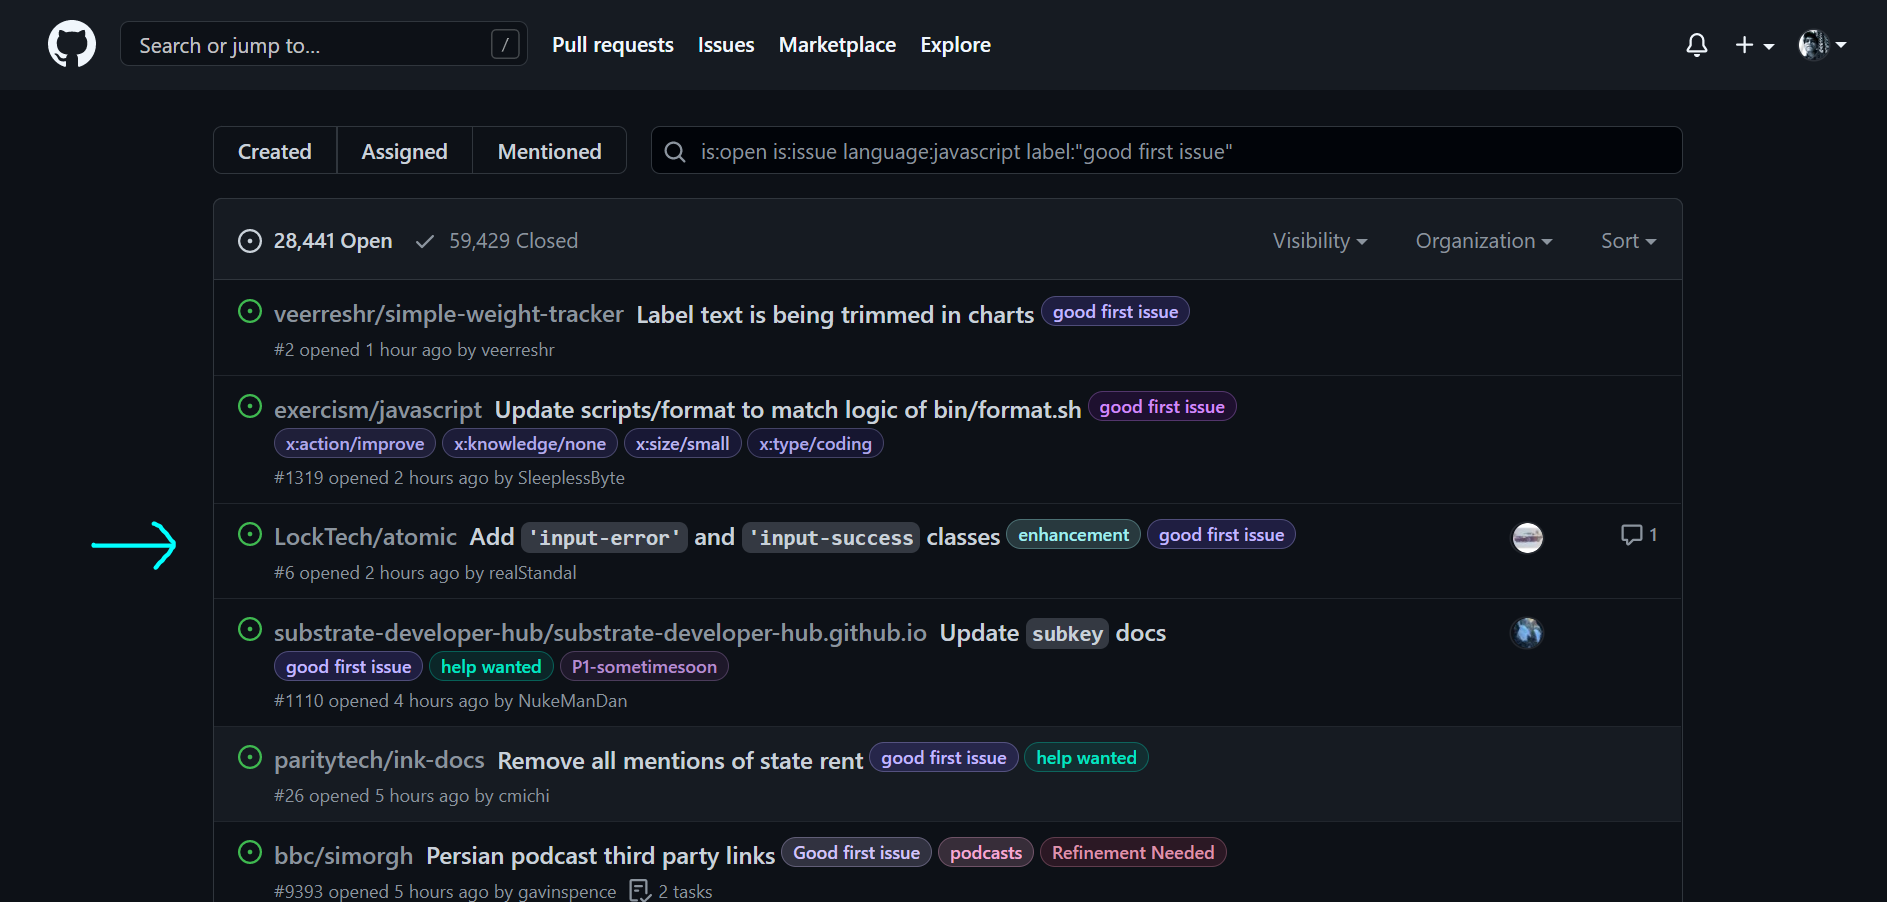 Search or jump to... / Pull requests Issues Marketplace Explore
Created Assigned Mentioned is:open is:issue language:javascript label:"good first issue"
28,441 Open 59,429 Closed Visibility Organization Sort
veerreshr/simple-weight-tracker Label text is being trimmed in charts good first issue
#2 opened 1 hour ago by veerreshr
exercism/javascript Update scripts/format to match logic of bin/format.sh good first issue
x:action/improve x:knowledge/none x:size/small x:type/coding
#1319 opened 2 hours ago by SleeplessByte
LockTech/atomic Add 'input-error' and 'input-success classes enhancement good first issue 1
#6 opened 2 hours ago by realStandal
substrate-developer-hub/substrate-developer-hub.github.io Update subkey docs
good first issue help wanted P1-sometimesoon
#1110 opened 4 hours ago by NukeManDan
paritytech/ink-docs Remove all mentions of state rent good first issue help wanted
#26 opened 5 hours ago by cmichi
bbc/simorgh Persian podcast third party links Good first issue podcasts Refinement Needed
#9393 opened 5 hours ago by gavinspence 2 tasks